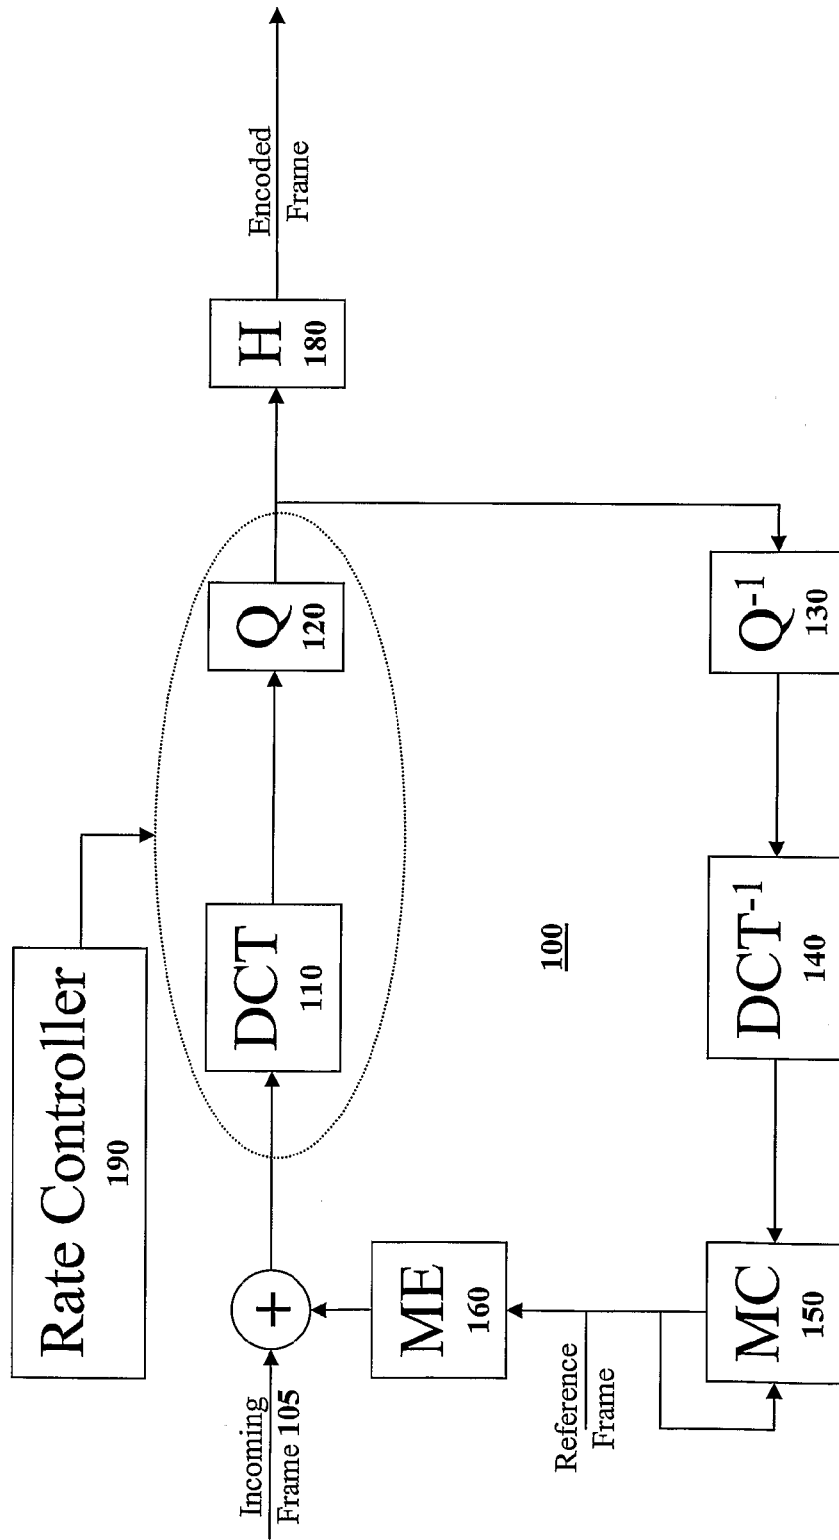 Rate Controller
190
Incoming
Frame 105
+
DCT
110
Q
120
H
180
Encoded
Frame
ME
160
100
Reference
Frame
MC
150
DCT-1
140
Q-1
130